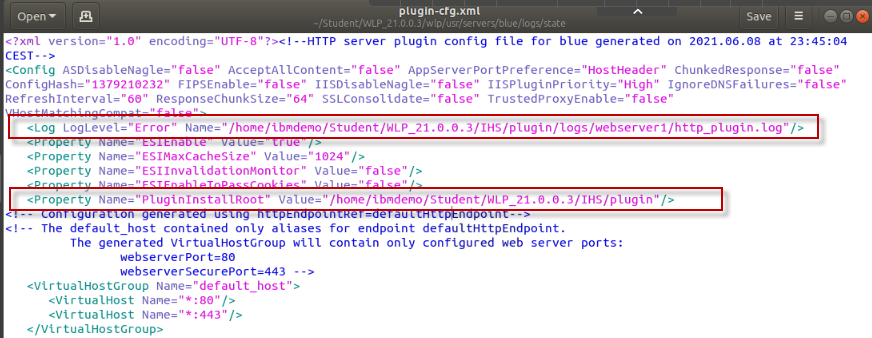 Open
plugin-cfg.xml
~/Student/WLP_21.0.0.3/wlp/usr/servers/blue/logs/state
Save
<?xml version="1.0" encoding="UTF-8"?><!--HTTP server plugin config file for blue generated on 2021.06.08 at 23:45:04
CEST-->
<Config ASDisableNagle="false" AcceptAllContent="false" AppServerPortPreference="HostHeader" ChunkedResponse="false"
ConfigHash="1379210232" FIPSEnable="false" IISDisableNagle="false" IISPluginPriority="High" IgnoreDNSFailures="false"
RefreshInterval="60" ResponseChunkSize="64" SSLConsolidate="false" TrustedProxyEnable="false"
VHostMatchingCompat="false">
<Log LogLevel="Error" Name="/home/ibmdemo/Student/WLP_21.0.0.3/IHS/plugin/logs/webserver1/http_plugin.log"/>
<Property Name="ESIEnable" Value="true"/>
<Property Name="ESIMaxCacheSize" Value="1024"/>
<Property Name="ESIInvalidationMonitor" Value="false"/>
<Property Name="ESIEnableToPassCookies" Value="false"/>
<Property Name="PluginInstallRoot" Value="/home/ibmdemo/Student/WLP_21.0.0.3/IHS/plugin"/>
<!-- Configuration generated using httpEndpointRef=defaultHttpEndpoint-->
<!-- The default_host contained only aliases for endpoint defaultHttpEndpoint.
The generated VirtualHostGroup will contain only configured web server ports:
webserverPort=80
webserverSecurePort=443 -->
<VirtualHostGroup Name="default_host">
<VirtualHost Name="*:80"/>
<VirtualHost Name="*:443"/>
</VirtualHostGroup>